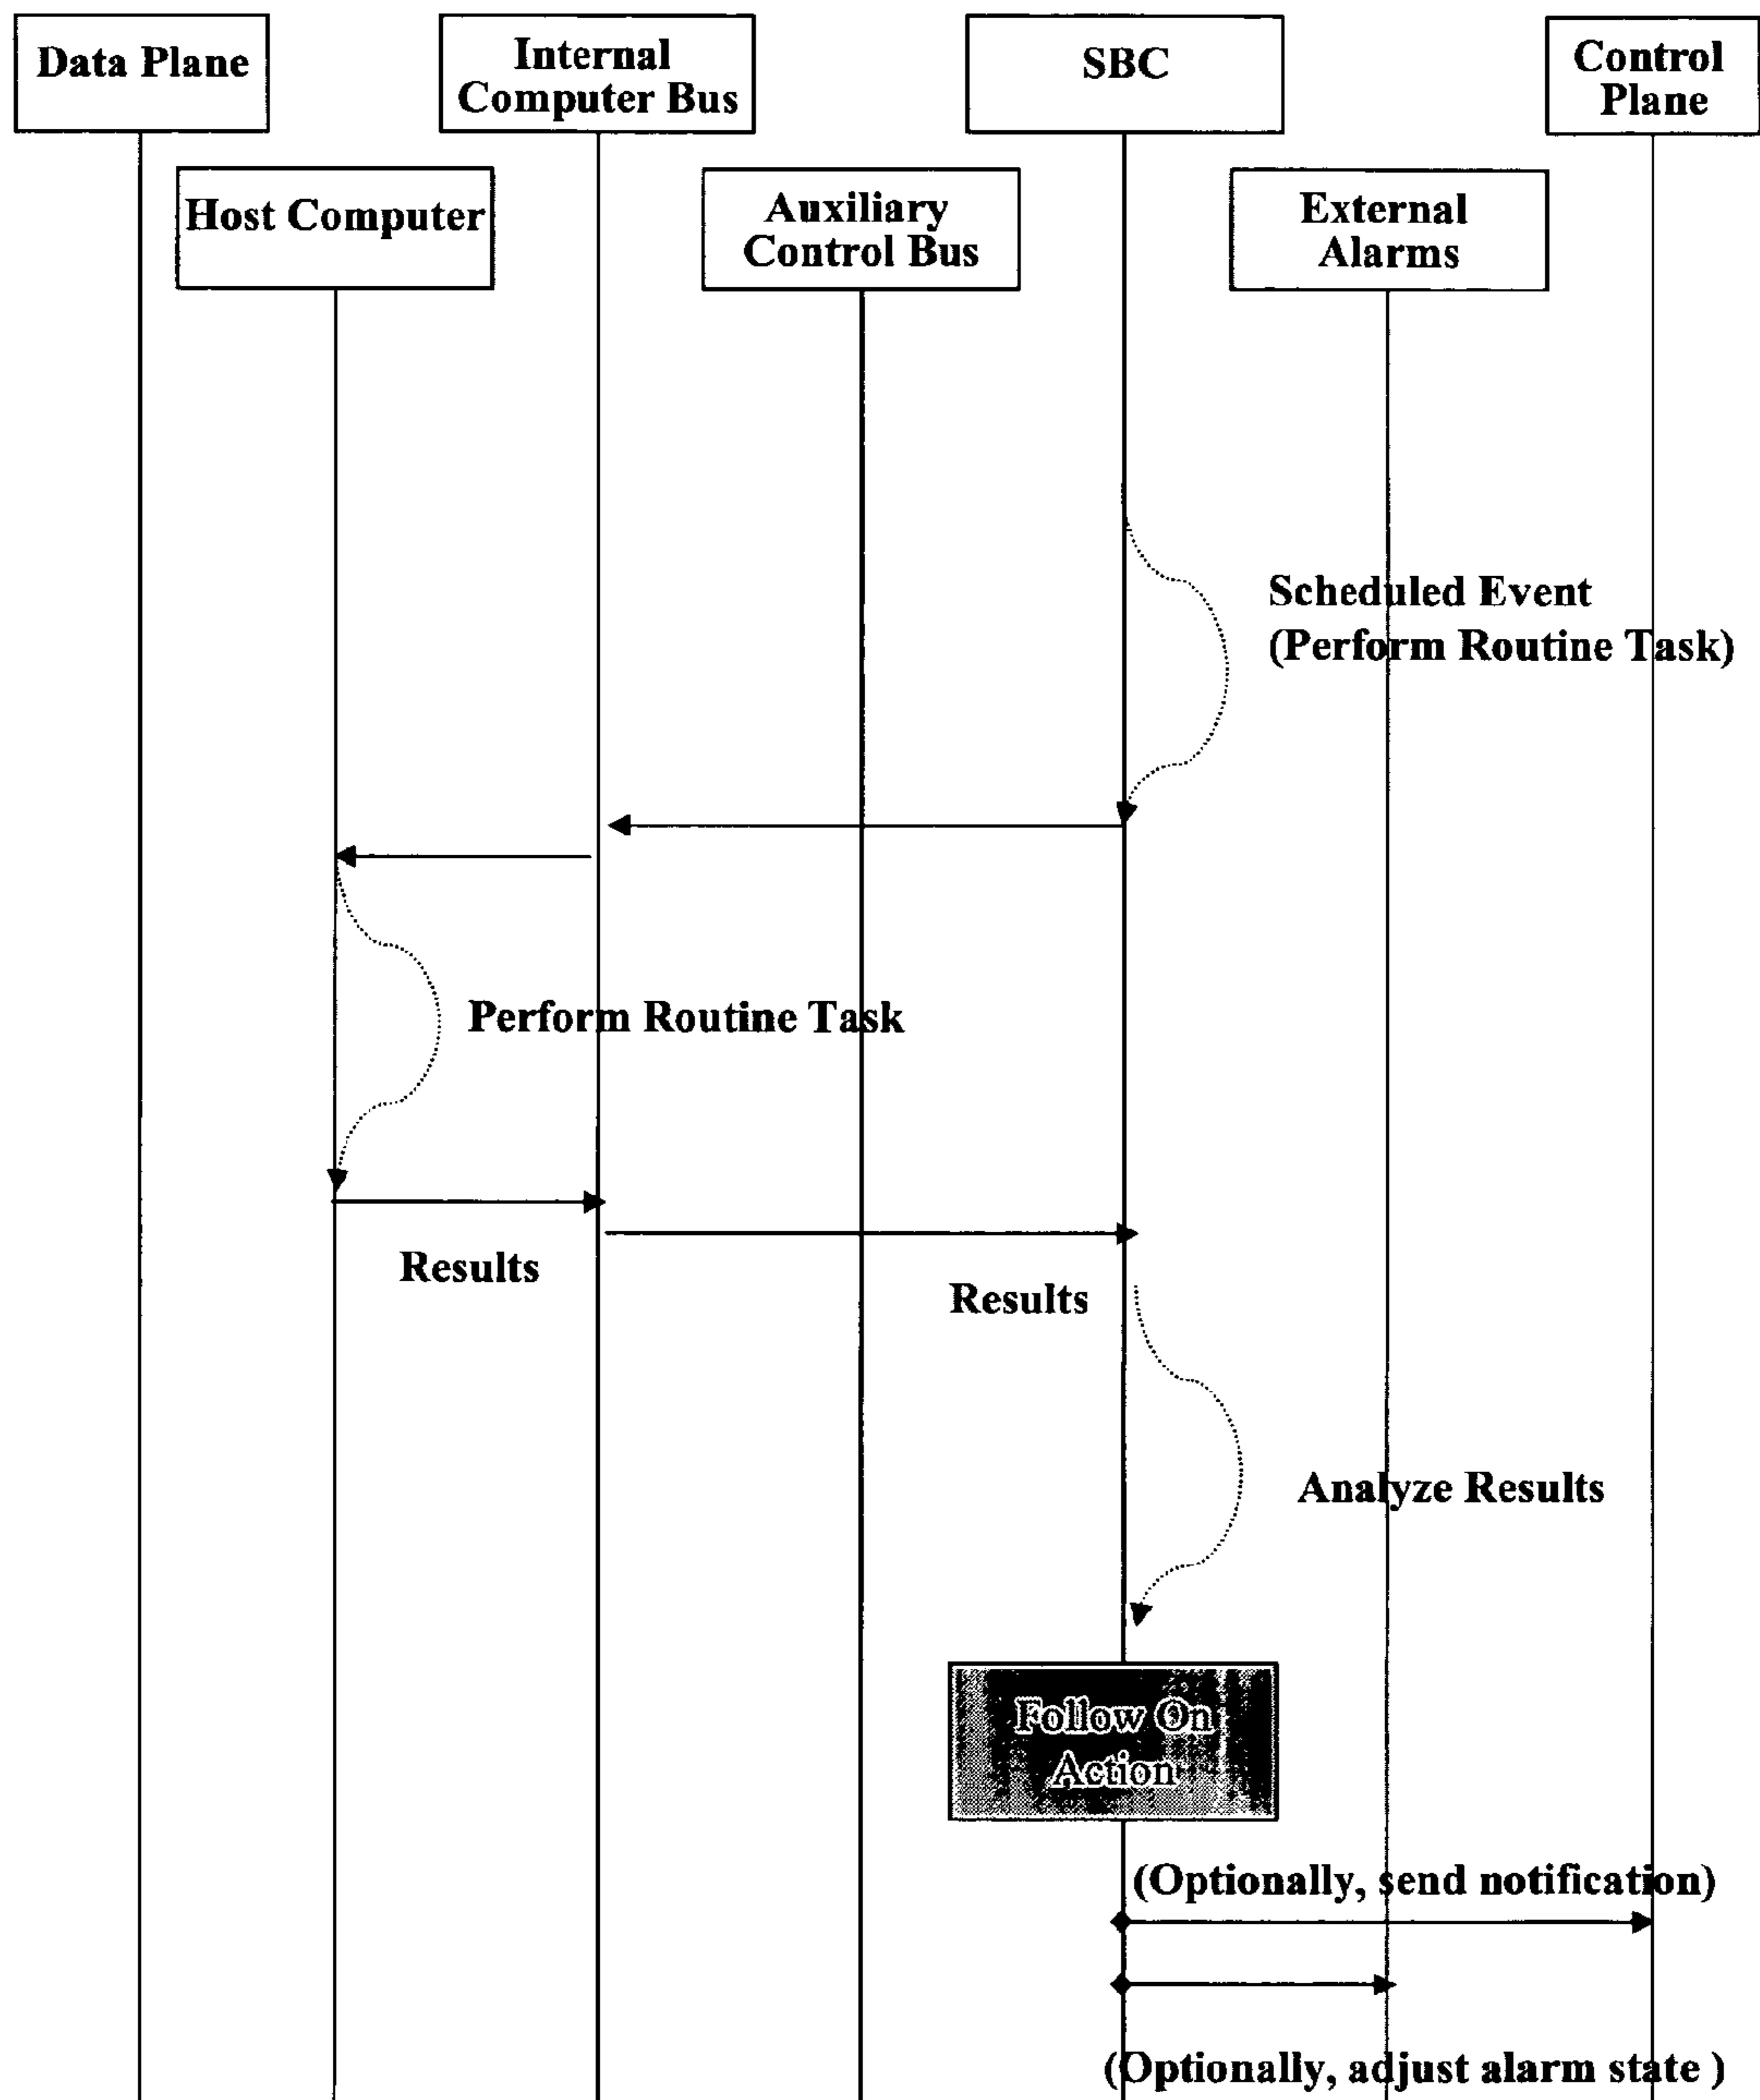 Data Plane
Internal
Computer Bus
SBC
Control
Plane
Host Computer
Auxiliary
Control Bus
External
Alarms
Scheduled Event
(Perform Routine Task)
Perform Routine Task
Results
Results
Analyze Results
Follow On
Action
(Optionally, send notification)
(Optionally, adjust alarm state )